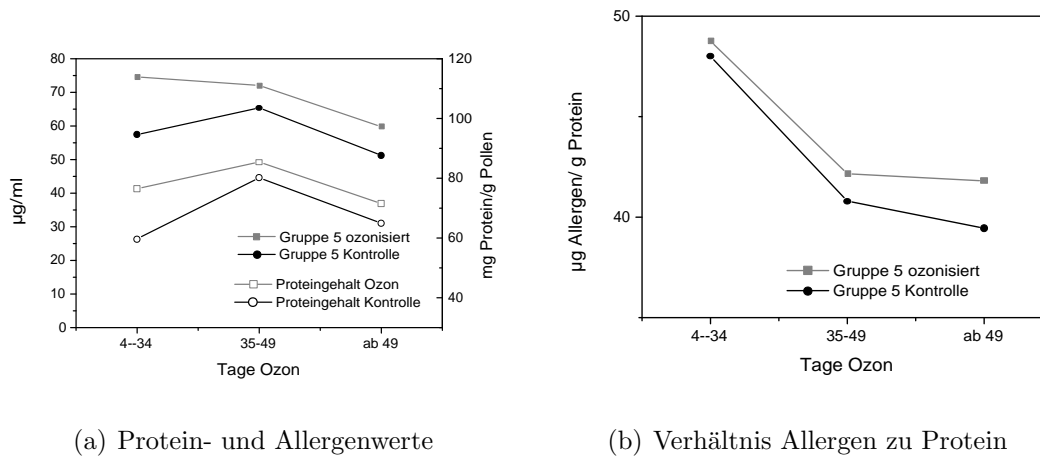 80
70
60
50
40
30
20
10
0
µg/ml
120
100
80
60
40
mg Protein/g Pollen
Gruppe 5 ozonisiert
Gruppe 5 Kontrolle
Proteingehalt Ozon
Proteingehalt Kontrolle
4--34
35-49
ab 49
Tage Ozon
(a) Protein- und Allergenwerte
50
40
µg Allergen/ g Protein
Gruppe 5 ozonisiert
Gruppe 5 Kontrolle
4--34
35-49
ab 49
Tage Ozon
(b) Verhältnis Allergen zu Protein